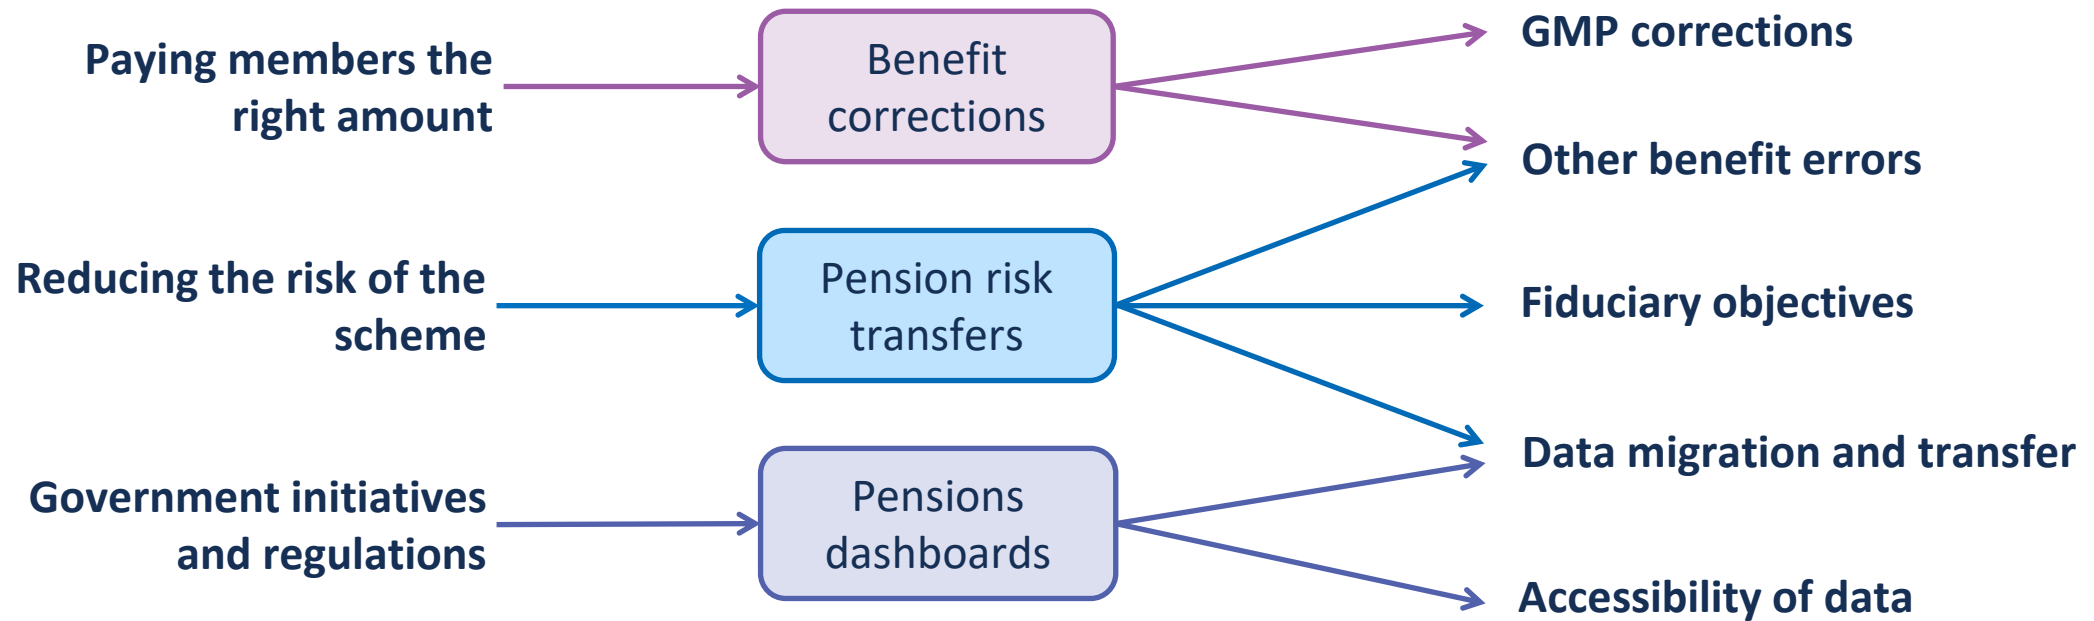 Paying members the
right amount
Benefit
corrections
GMP corrections
Other benefit errors
Reducing the risk of the
scheme
Pension risk
transfers
Fiduciary objectives
Data migration and transfer
Government initiatives
and regulations
Pensions
dashboards
Accessibility of data